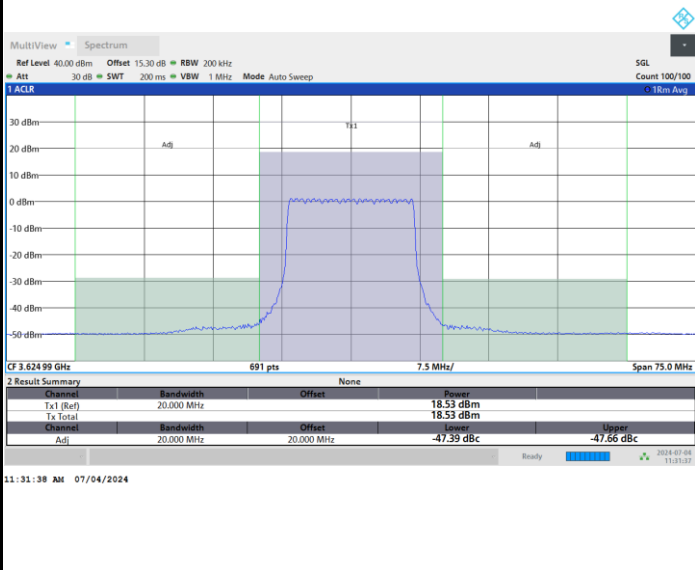 MultiView Spectrum
Ref Level 40.00 dBm Offset 15.30 dB RBW 200 kHz SGL
Att 30 dB SWT 200 ms VBW 1 MHz Mode Auto Sweep Count 100/100
1 ACLR 1Rm Avg
30 dBm
Tx1
20 dBm Adj Adj
10 dBm
0 dBm
-10 dBm
-20 dBm
-30 dBm
-40 dBm
-50 dBm
CF 3.624 99 GHz 691 pts 7.5 MHz/ Span 75.0 MHz
2 Result Summary None
Channel Bandwidth Offset Power
Tx1 (Ref) 20.000 MHz 18.53 dBm
Tx Total 18.53 dBm
Channel Bandwidth Offset Lower Upper
Adj 20.000 MHz 20.000 MHz -47.39 dBc -47.66 dBc
Ready 2024-07-04
11:31:37
11:31:38 AM 07/04/2024